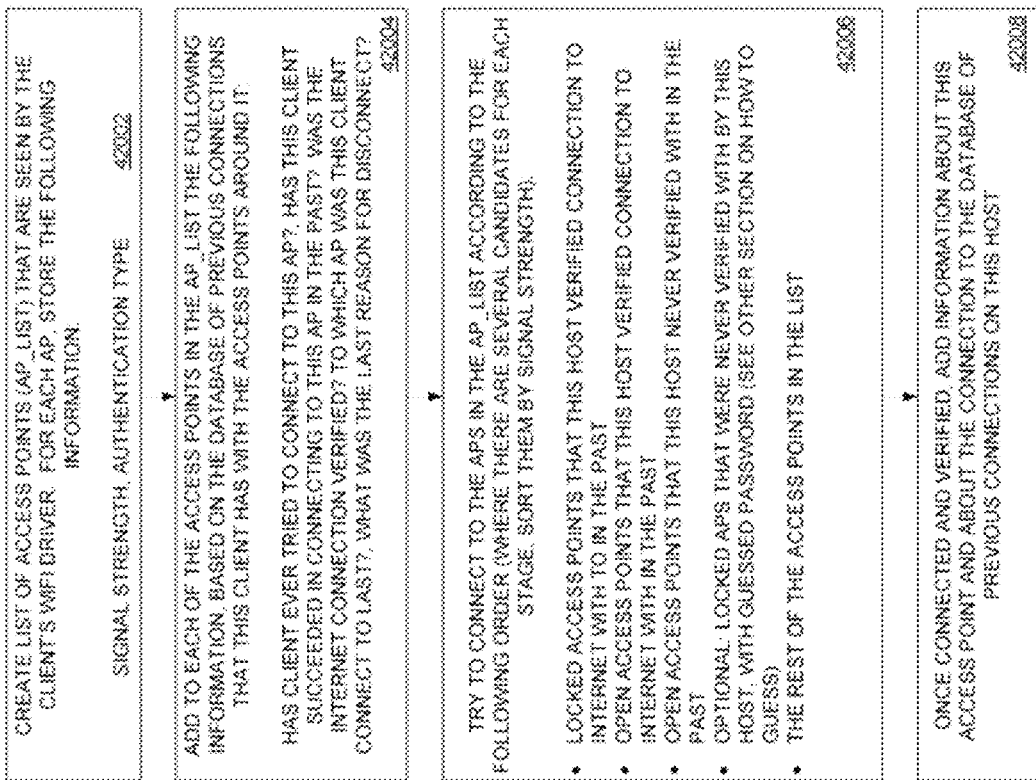 CREATE LIST OF ACCESS POINTS (AP_LIST) THAT ARE SEEN BY THE
CLIENT'S WIFI DRIVER. FOR EACH AP, STORE THE FOLLOWING
INFORMATION:
SIGNAL STRENGTH, AUTHENTICATION TYPE 42002
ADD TO EACH OF THE ACCESS POINTS IN THE AP_LIST THE FOLLOWING
INFORMATION, BASED ON THE DATABASE OF PREVIOUS CONNECTIONS
THAT THIS CLIENT HAS WITH THE ACCESS POINTS AROUND IT:
HAS CLIENT EVER TRIED TO CONNECT TO THIS AP?, HAS THIS CLIENT
SUCCEEDED IN CONNECTING TO THIS AP IN THE PAST? WAS THE
INTERNET CONNECTION VERIFIED? TO WHICH AP WAS THIS CLIENT
CONNECT TO LAST?, WHAT WAS THE LAST REASON FOR DISCONNECT?
42004
TRY TO CONNECT TO THE APS IN THE AP_LIST ACCORDING TO THE
FOLLOWING ORDER (WHERE THERE ARE SEVERAL CANDIDATES FOR EACH
STAGE, SORT THEM BY SIGNAL STRENGTH).
• LOCKED ACCESS POINTS THAT THIS HOST VERIFIED CONNECTION TO
INTERNET WITH TO IN THE PAST
• OPEN ACCESS POINTS THAT THIS HOST VERIFIED CONNECTION TO
INTERNET WITH IN THE PAST
• OPEN ACCESS POINTS THAT THIS HOST NEVER VERIFIED WITH IN THE
PAST
• OPTIONAL: LOCKED APS THAT WERE NEVER VERIFIED WITH BY THIS
HOST, WITH GUESSED PASSWORD (SEE OTHER SECTION ON HOW TO
GUESS)
• THE REST OF THE ACCESS POINTS IN THE LIST
42006
ONCE CONNECTED AND VERIFIED, ADD INFORMATION ABOUT THIS
ACCESS POINT AND ABOUT THE CONNECTION TO THE DATABASE OF
PREVIOUS CONNECTIONS ON THIS HOST
42008